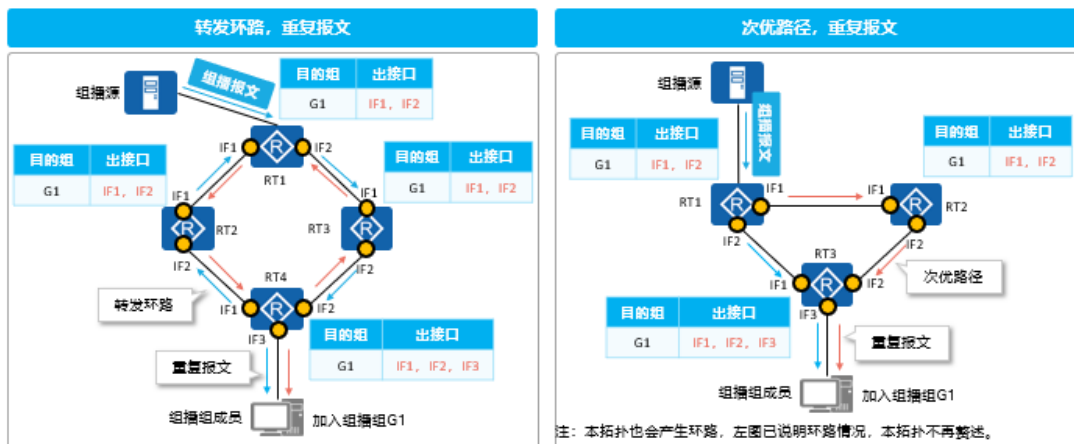 转发环路，重复报文
组播源
组播报文
目的组 出接口
G1 IF1，IF2
目的组 出接口
G1 IF1，IF2
IF1
IF2
RT1
目的组 出接口
G1 IF1，IF2
IF1
RT2
IF2
IF1
RT3
IF2
RT4
转发环路
IF1
IF2
IF3
目的组 出接口
G1 IF1，IF2，IF3
重复报文
组播组成员
加入组播组G1
次优路径，重复报文
组播源
组播报文
目的组 出接口
G1 IF1，IF2
目的组 出接口
G1 IF1，IF2
RT1
IF1
IF1
RT2
IF2
IF2
RT3
IF1
IF2
次优路径
IF3
目的组 出接口
G1 IF1，IF2，IF3
重复报文
组播组成员
加入组播组G1
注：本拓扑也会产生环路，左图已说明环路情况，本拓扑不再赘述。